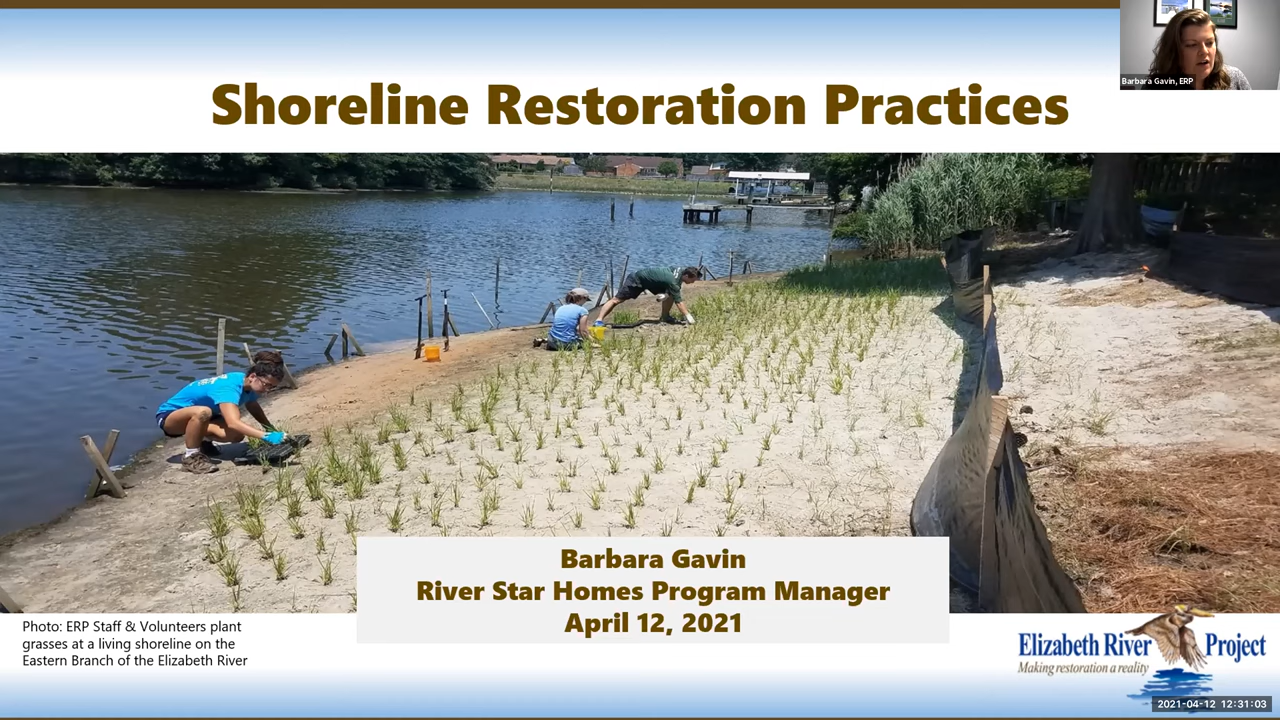 Barbara Gavin, ERP
Shoreline Restoration Practices
Barbara Gavin
River Star Homes Program Manager
April 12, 2021
Photo: ERP Staff & Volunteers plant
grasses at a living shoreline on the
Eastern Branch of the Elizabeth River
Elizabeth River Project
Making restoration a reality
2021-04-12 12:31:03